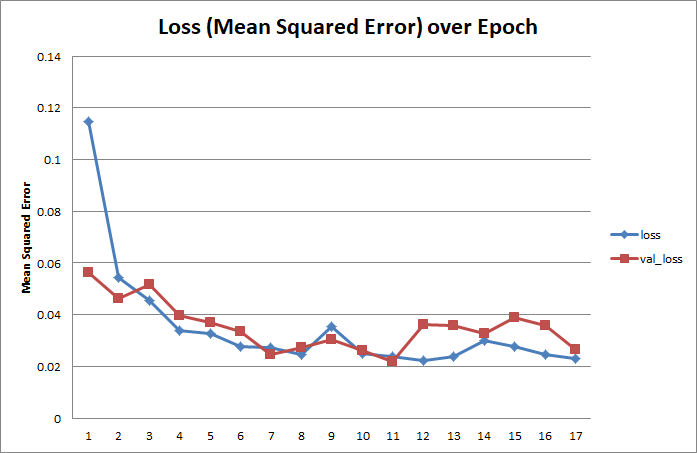 Loss (Mean Squared Error) over Epoch
0.14
0.12
0.1
0.08
0.06
0.04
0.02
0
Mean Squared Error
1 2 3 4 5 6 7 8 9 10 11 12 13 14 15 16 17
loss
val_loss